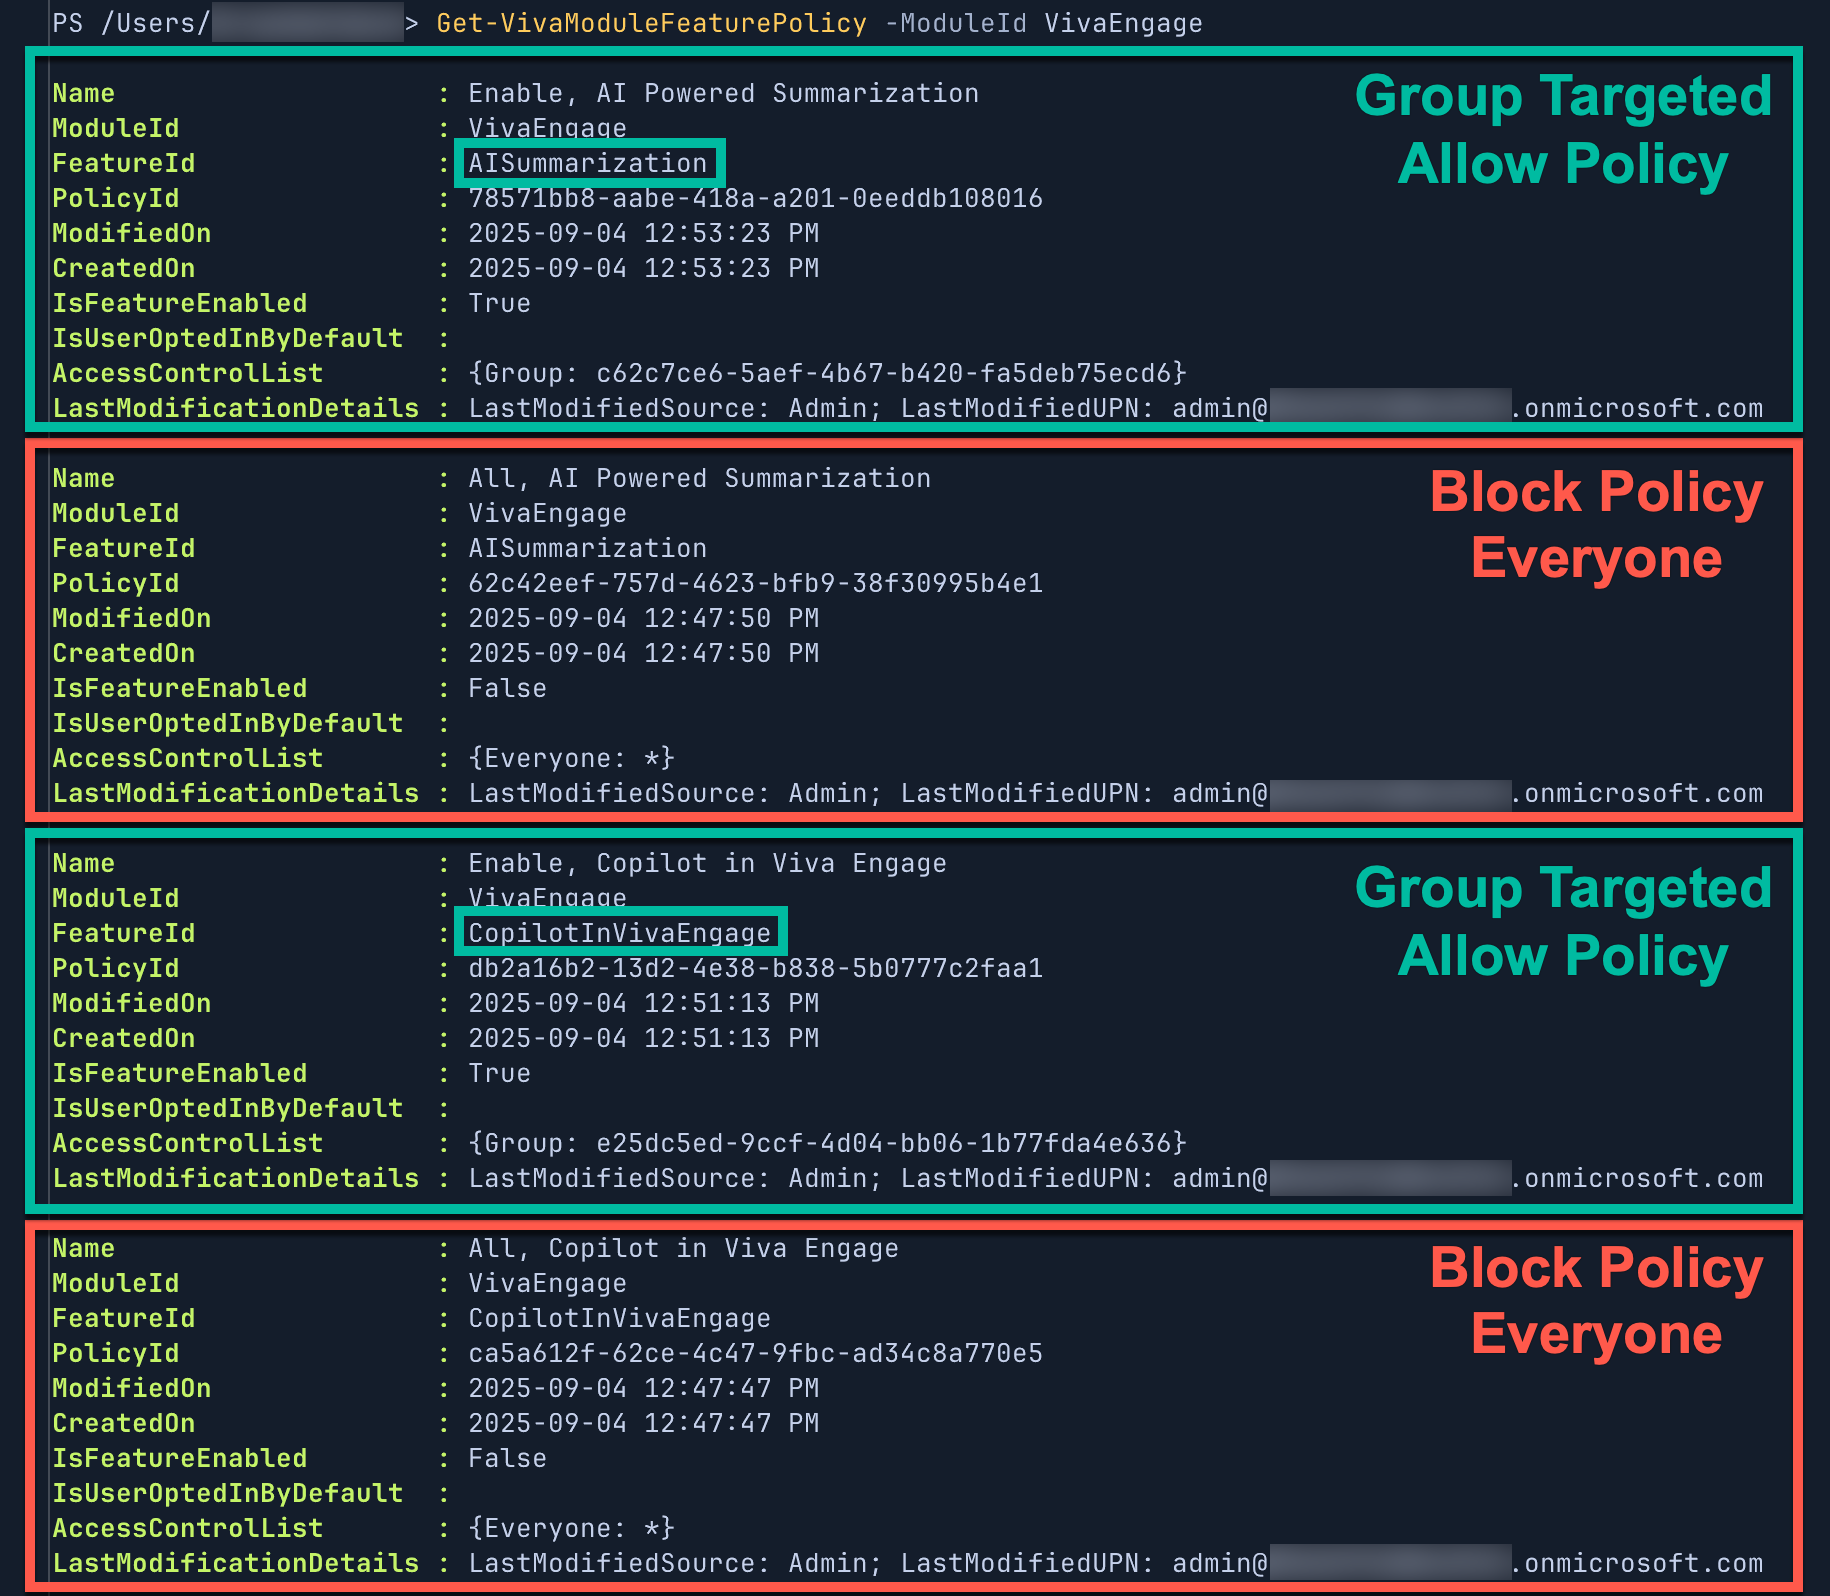 PS /Users/ > Get-VivaModuleFeaturePolicy -ModuleId VivaEngage
Group Targeted
Allow Policy
Name : Enable, AI Powered Summarization
ModuleId : VivaEngage
FeatureId : AISummarization
PolicyId : 78571bb8-aabe-418a-a201-0eeddb108016
ModifiedOn : 2025-09-04 12:53:23 PM
CreatedOn : 2025-09-04 12:53:23 PM
IsFeatureEnabled : True
IsUserOptedInByDefault :
AccessControlList : {Group: c62c7ce6-5aef-4b67-b420-fa5deb75ecd6}
LastModificationDetails : LastModifiedSource: Admin; LastModifiedUPN: admin@ .onmicrosoft.com
Block Policy
Everyone
Name : All, AI Powered Summarization
ModuleId : VivaEngage
FeatureId : AISummarization
PolicyId : 62c42eef-757d-4623-bfb9-38f30995b4e1
ModifiedOn : 2025-09-04 12:47:50 PM
CreatedOn : 2025-09-04 12:47:50 PM
IsFeatureEnabled : False
IsUserOptedInByDefault :
AccessControlList : {Everyone: *}
LastModificationDetails : LastModifiedSource: Admin; LastModifiedUPN: admin@ .onmicrosoft.com
Group Targeted
Allow Policy
Name : Enable, Copilot in Viva Engage
ModuleId : VivaEngage
FeatureId : CopilotInVivaEngage
PolicyId : db2a16b2-13d2-4e38-b838-5b0777c2faa1
ModifiedOn : 2025-09-04 12:51:13 PM
CreatedOn : 2025-09-04 12:51:13 PM
IsFeatureEnabled : True
IsUserOptedInByDefault :
AccessControlList : {Group: e25dc5ed-9ccf-4d04-bb06-1b77fda4e636}
LastModificationDetails : LastModifiedSource: Admin; LastModifiedUPN: admin@ .onmicrosoft.com
Block Policy
Everyone
Name : All, Copilot in Viva Engage
ModuleId : VivaEngage
FeatureId : CopilotInVivaEngage
PolicyId : ca5a612f-62ce-4c47-9fbc-ad34c8a770e5
ModifiedOn : 2025-09-04 12:47:47 PM
CreatedOn : 2025-09-04 12:47:47 PM
IsFeatureEnabled : False
IsUserOptedInByDefault :
AccessControlList : {Everyone: *}
LastModificationDetails : LastModifiedSource: Admin; LastModifiedUPN: admin@ .onmicrosoft.com